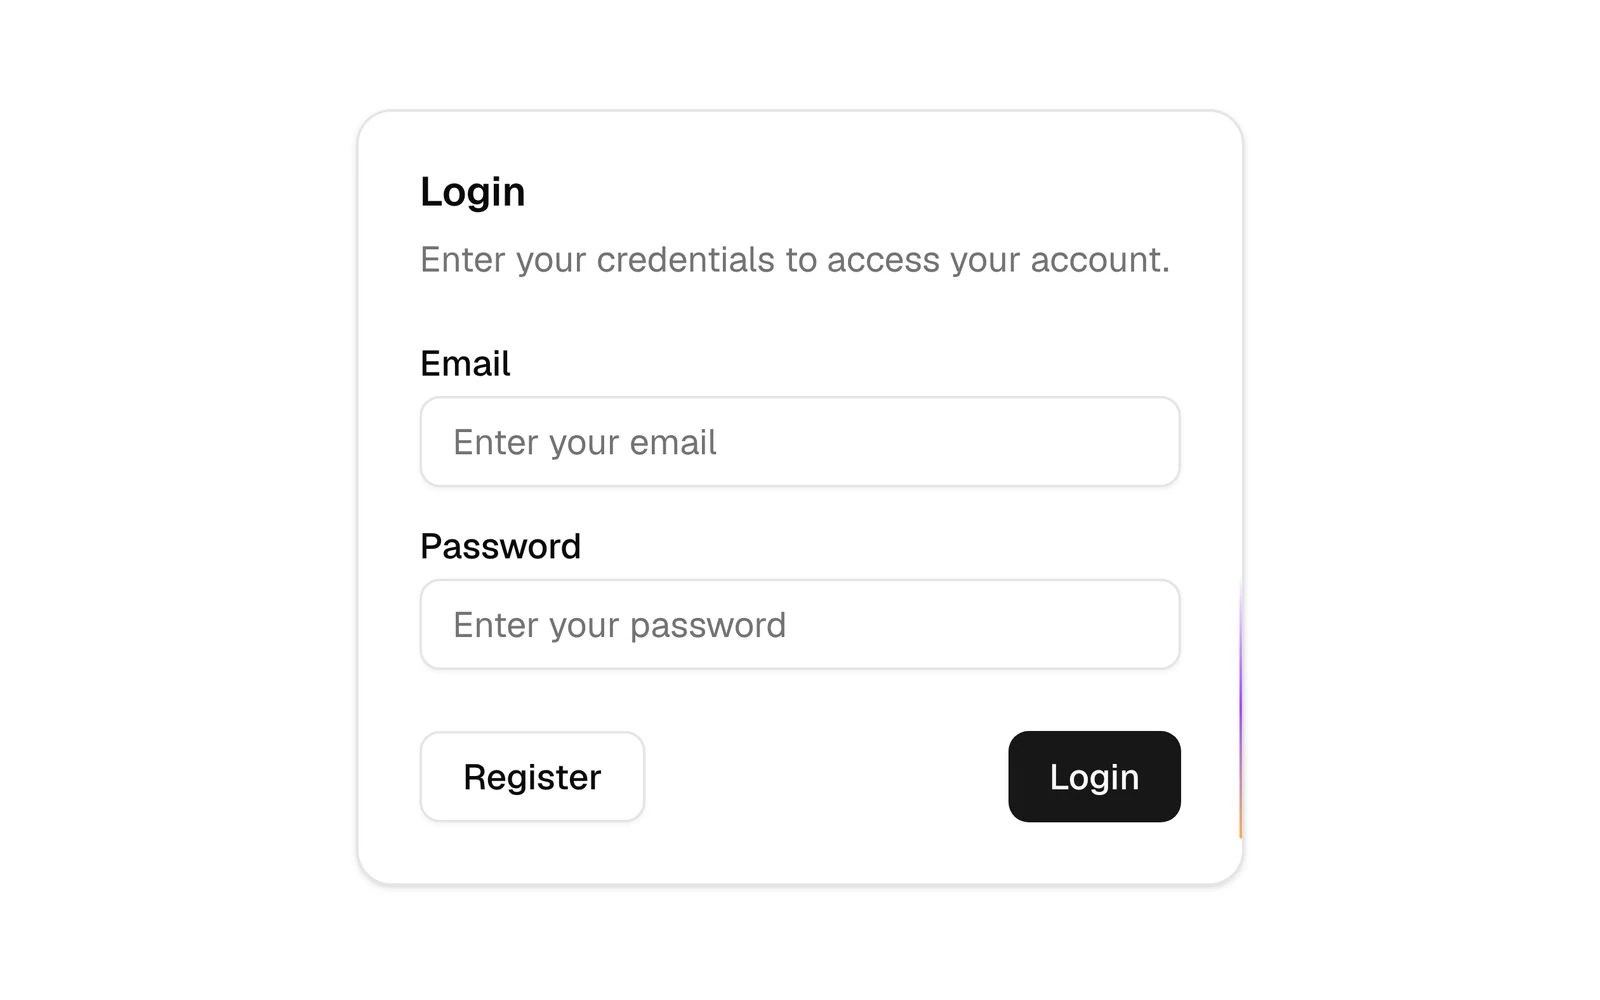 Login
Enter your credentials to access your account.
Email
Enter your email
Password
Enter your password
Register
Login